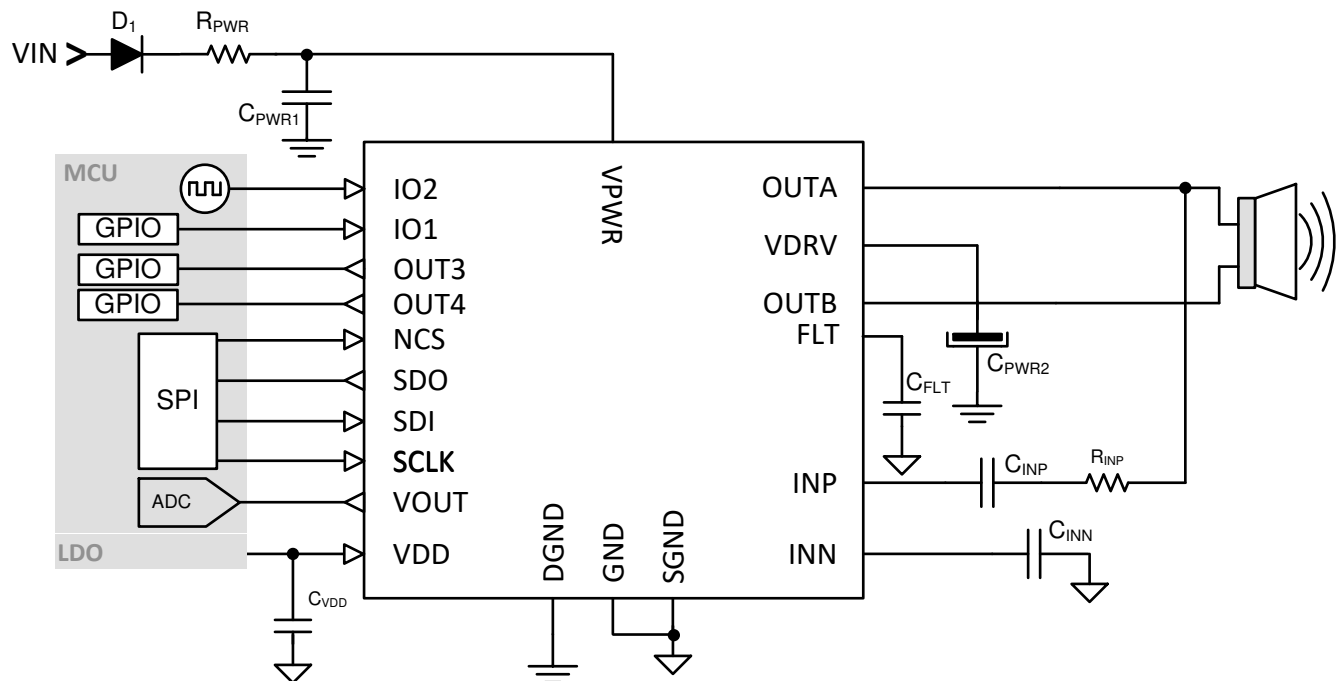 D1
RPWR
VIN
CPWR1
MCU
VPWR
IO2
OUTA
GPIO
IO1
GPIO
OUT3
VDRV
GPIO
OUT4
OUTB
NCS
FLT
CPWR2
SPI
SDO
CFLT
SDI
SCLK
CINP
RINP
INP
ADC
VOUT
CINN
LDO
VDD
DGND
GND
SGND
INN
CVDD